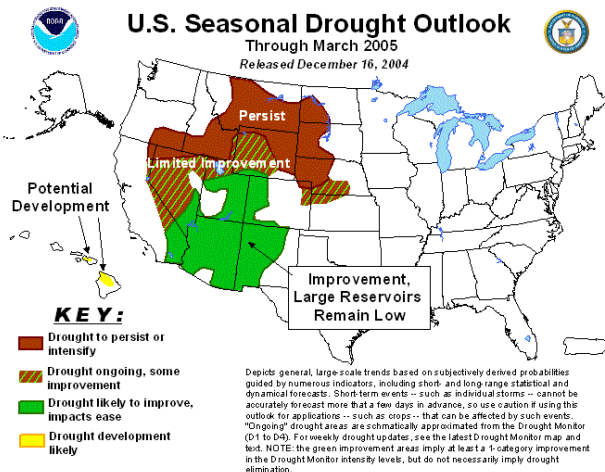 NOAA
U.S. Seasonal Drought Outlook
Through March 2005
Released December 16, 2004
Persist
Limited Improvement
Potential
Development
Improvement,
Large Reservoirs
Remain Low
KEY:
Drought to persist or
intensify
Drought ongoing, some
improvement
Drought likely to improve,
impacts ease
Drought development
likely
Depicts general, large-scale trends based on subjectively derived probabilities
guided by numerous indicators, including short- and long-range statistical and
dynamical forecasts. Short-term events -- such as individual storms -- cannot be
accurately forecast more that a few days in advance, so use caution if using this
outlook for applications -- such as crops -- that can be affected by such events.
"Ongoing" drought areas are schmatically approximated from the Drought Monitor
(D1 to D4). For weekly drought updates, see the latest Drought Monitor map and
text. NOTE: the green improvement areas imply at least a 1-category improvement
in the Drought Monitor intensity levels, but do not necessarily imply drought
elimination.